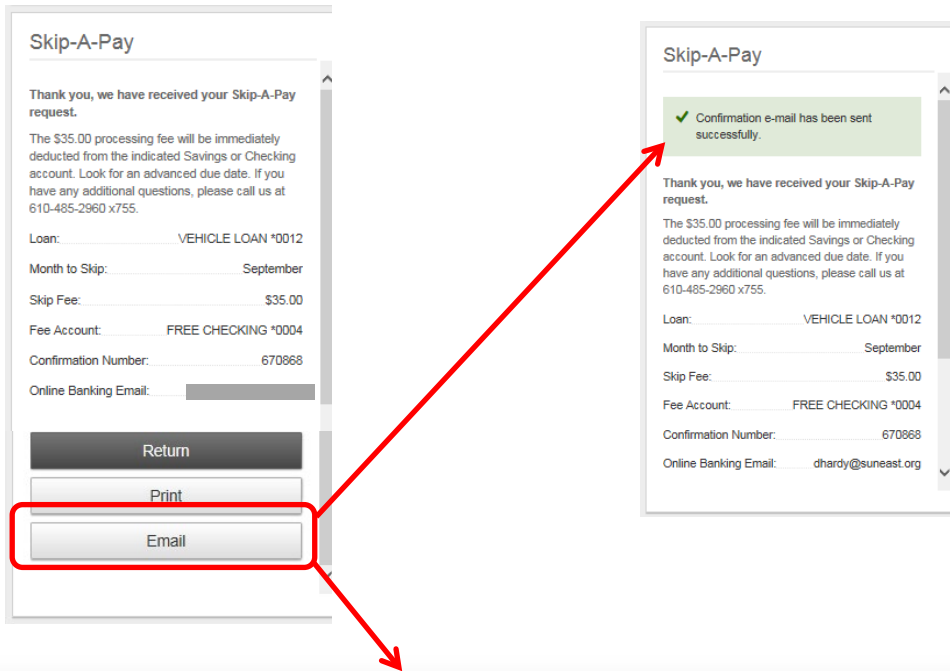 Skip-A-Pay
Thank you, we have received your Skip-A-Pay
request.
The $35.00 processing fee will be immediately
deducted from the indicated Savings or Checking
account. Look for an advanced due date. If you
have any additional questions, please call us at
610-485-2960 x755.
Loan: VEHICLE LOAN *0012
Month to Skip: September
Skip Fee: $35.00
Fee Account: FREE CHECKING *0004
Confirmation Number: 670868
Online Banking Email:
Return
Print
Email
Skip-A-Pay
Confirmation e-mail has been sent
successfully.
Thank you, we have received your Skip-A-Pay
request.
The $35.00 processing fee will be immediately
deducted from the indicated Savings or Checking
account. Look for an advanced due date. If you
have any additional questions, please call us at
610-485-2960 x755.
Loan: VEHICLE LOAN *0012
Month to Skip: September
Skip Fee: $35.00
Fee Account: FREE CHECKING *0004
Confirmation Number: 670868
Online Banking Email: dhardy@suneast.org